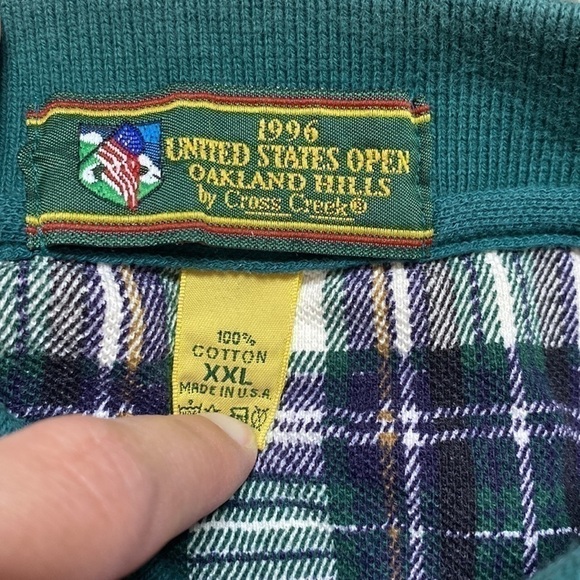 1996
UNITED STATES OPEN
OAKLAND HILLS
by Cross Creek®
100%
COTTON
XXL
MADE IN U.S.A